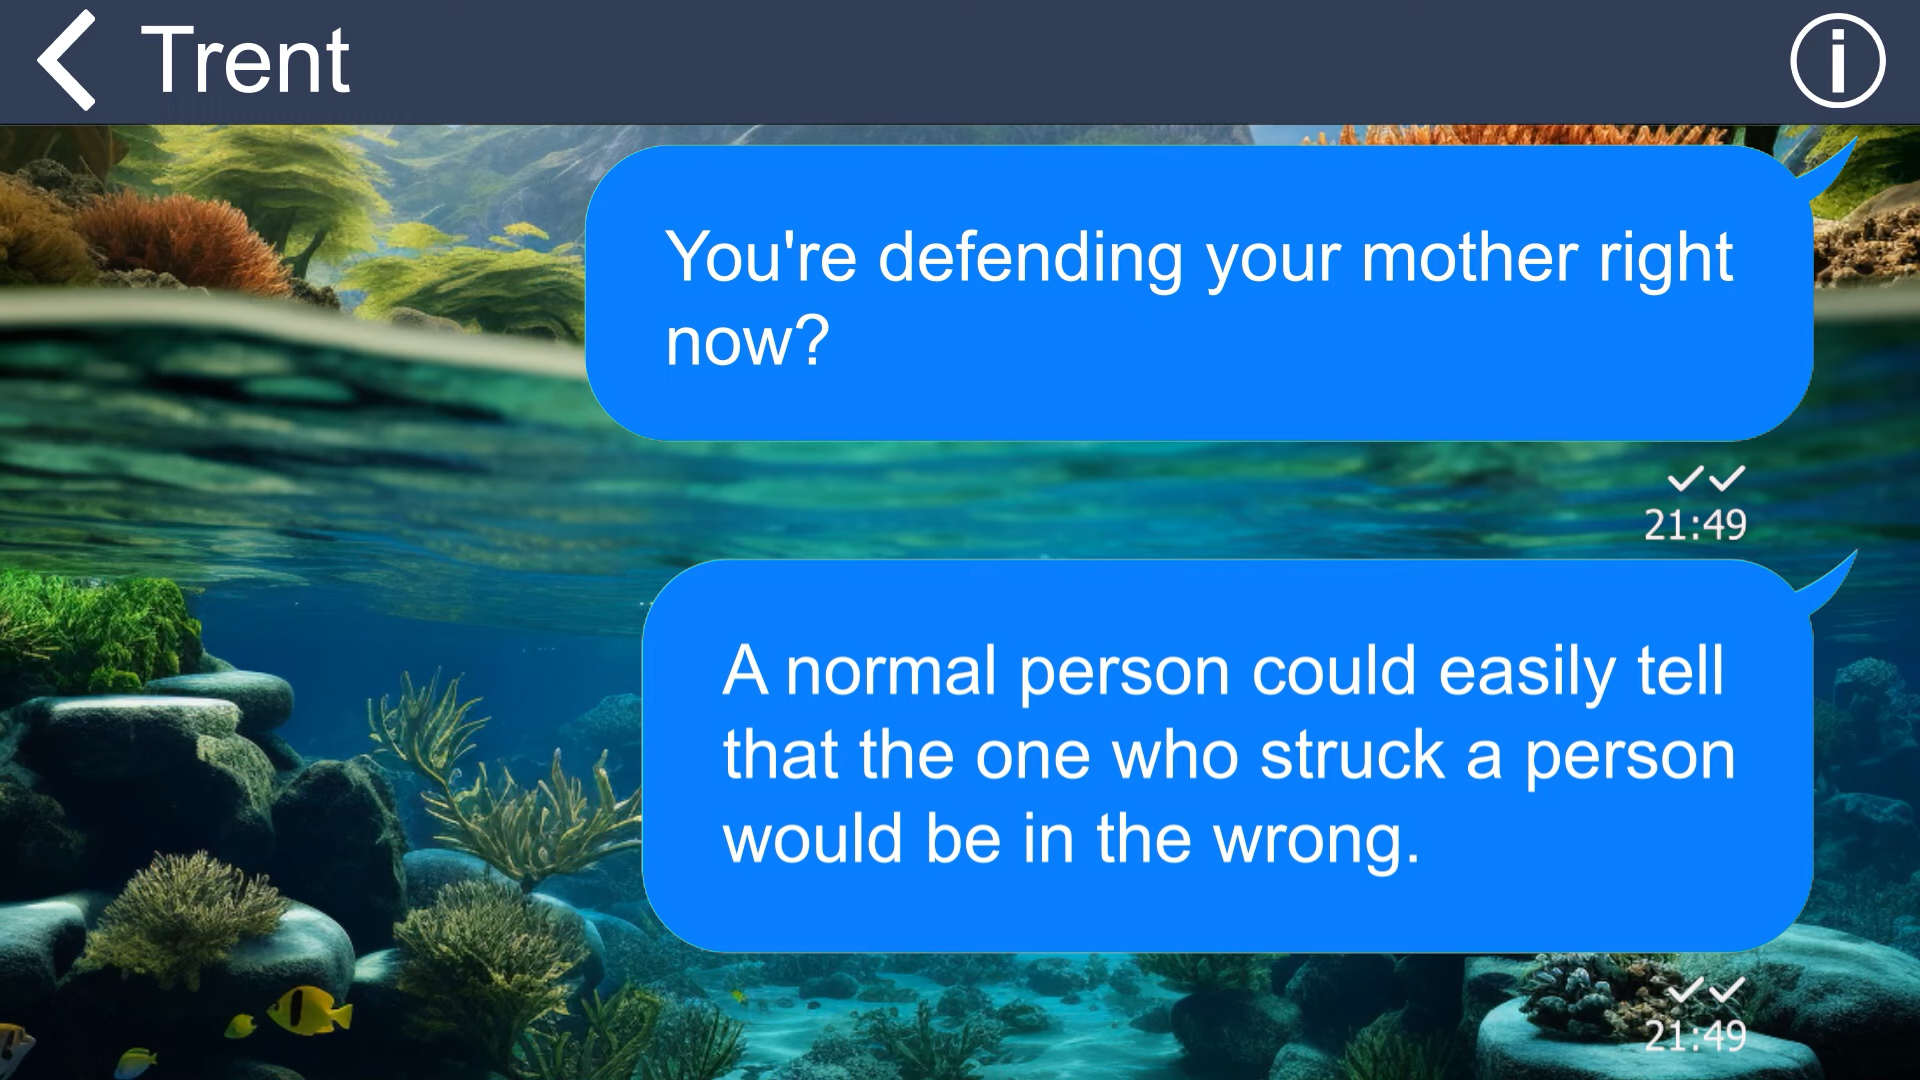 Trent
You're defending your mother right
now?
21:49
A normal person could easily tell
that the one who struck a person
would be in the wrong.
21:49